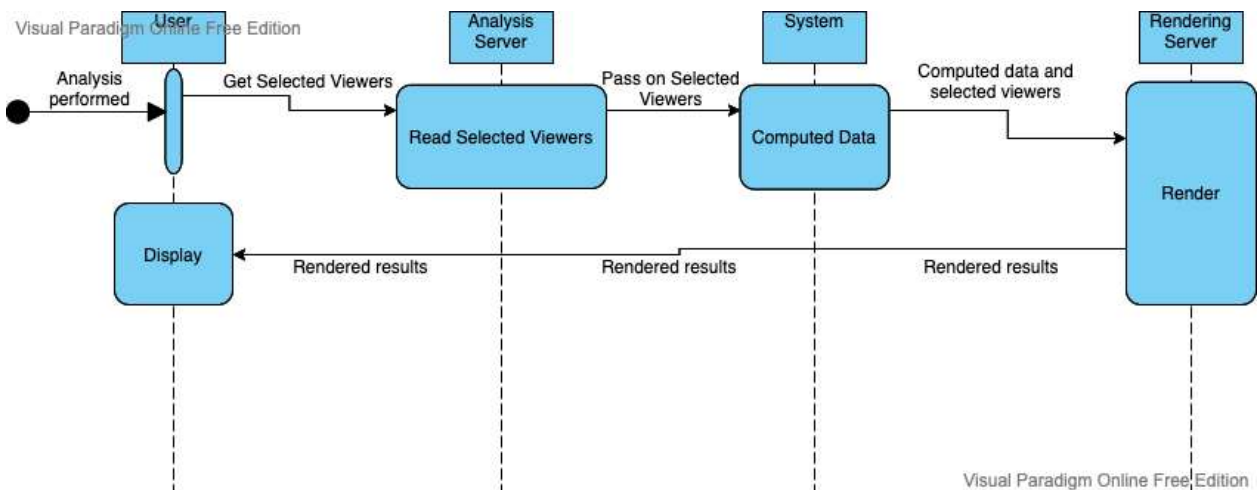 Visual Paradigm Online Free Edition
User
Analysis
Server
System
Rendering
Server
Analysis
performed
Get Selected Viewers
Pass on Selected
Viewers
Computed data and
selected viewers
Read Selected Viewers
Computed Data
Render
Display
Rendered results
Rendered results
Rendered results
Visual Paradigm Online Free Edition